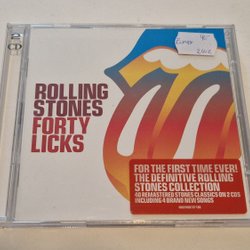 2CD
Europa
ROLLING
STONES
FORTY
LICKS
FOR THE FIRST TIME EVER!
THE DEFINITIVE ROLLING
STONES COLLECTION
40 REMASTERED STONES CLASSICS ON 2 CDS
INCLUDING 4 BRAND NEW SONGS